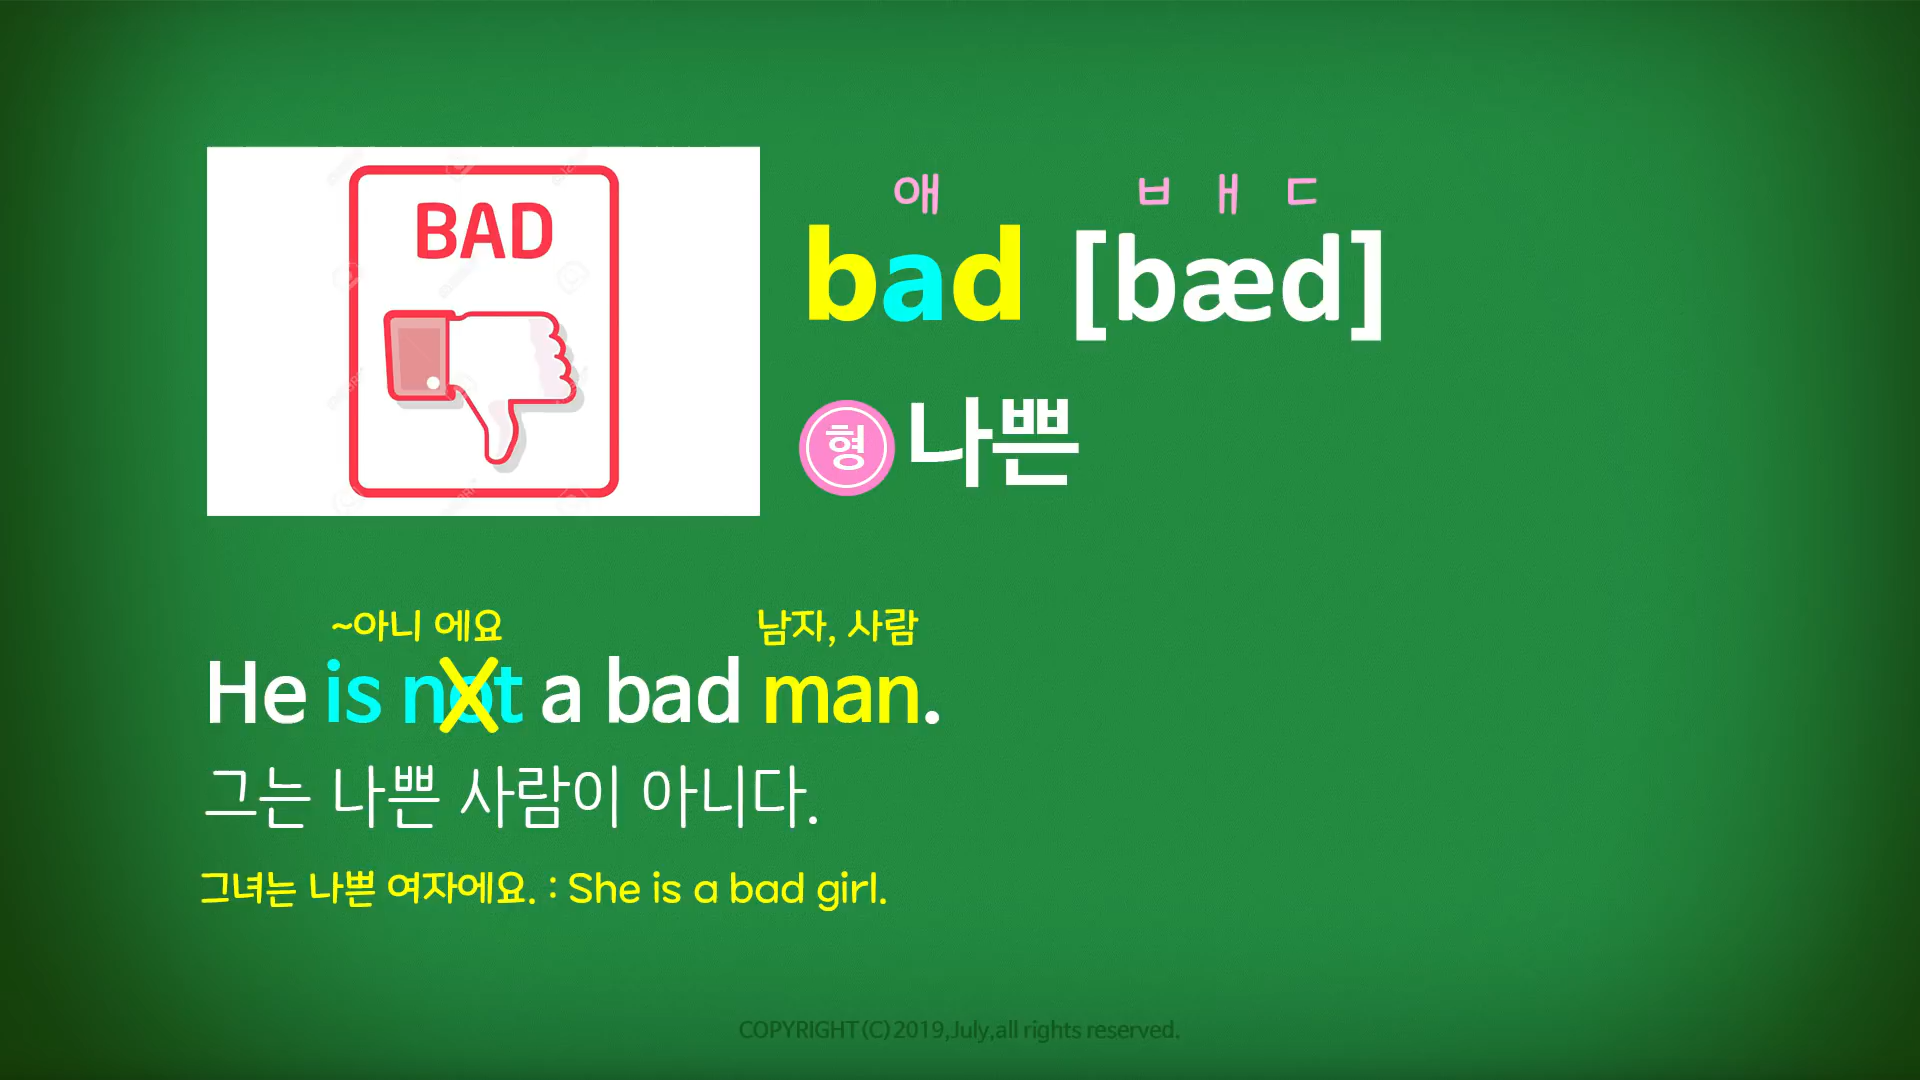 BAD
애 ㅂ ㅐ ㄷ
bad [bæd]
형 나쁜
~아니 에요 남자, 사람
He is not a bad man.
그는 나쁜 사람이 아니다.
그녀는 나쁜 여자에요. : She is a bad girl.
COPYRIGHT(C)2019,July,all rights reserved.